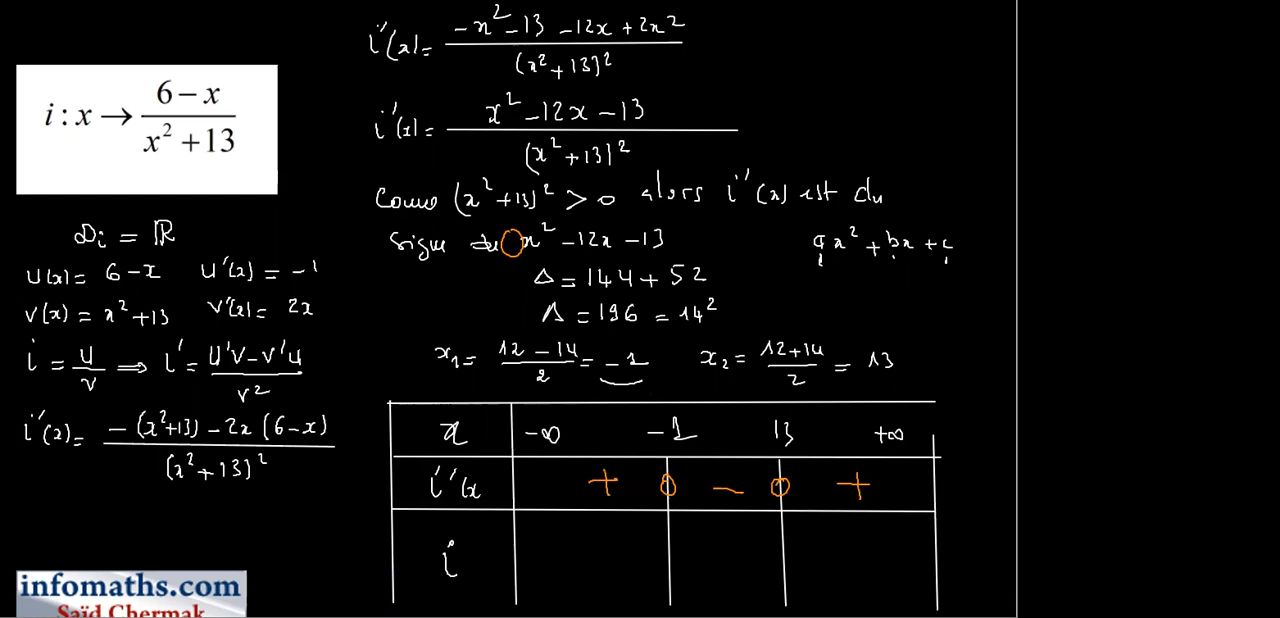 i : x → (6 − x)/(x² + 13)
Di = ℝ
u(x) = 6 − x u'(x) = −1
v(x) = x² + 13 v'(x) = 2x
i = u/v ⟹ i' = (u'v − v'u)/v²
i'(x) = (−(x² + 13) − 2x(6 − x))/(x² + 13)²
i'(x) = (−x² − 13 − 12x + 2x²)/(x² + 13)²
i'(x) = (x² − 12x − 13)/(x² + 13)²
Comme (x² + 13)² > 0 alors i'(x) est du
signe de x² − 12x − 13 ax² + bx + c
Δ = 144 + 52
Δ = 196 = 14²
x₁ = (12 − 14)/2 = −1 x₂ = (12 + 14)/2 = 13
x −∞ −1 13 +∞
i'(x + 0 − 0 +
i
infomaths.com
Saïd Chermak